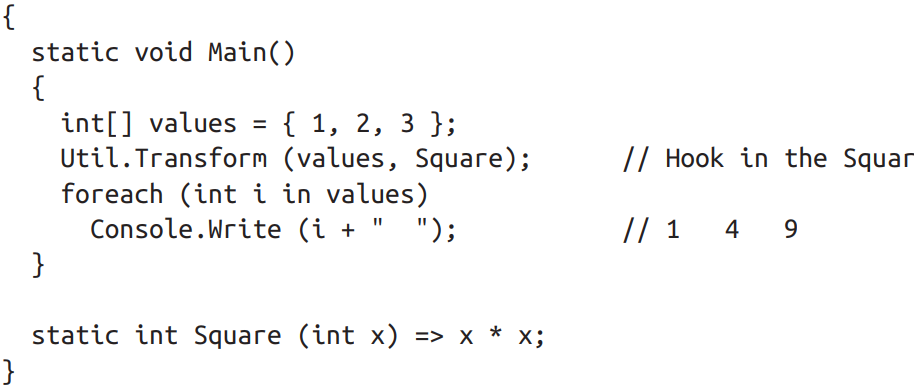 {
  static void Main()
  {
    int[] values = { 1, 2, 3 };
    Util.Transform (values, Square);      // Hook in the
    foreach (int i in values)
      Console.Write (i + "  ");           // 1   4   9
  }

  static int Square (int x) => x * x;
}